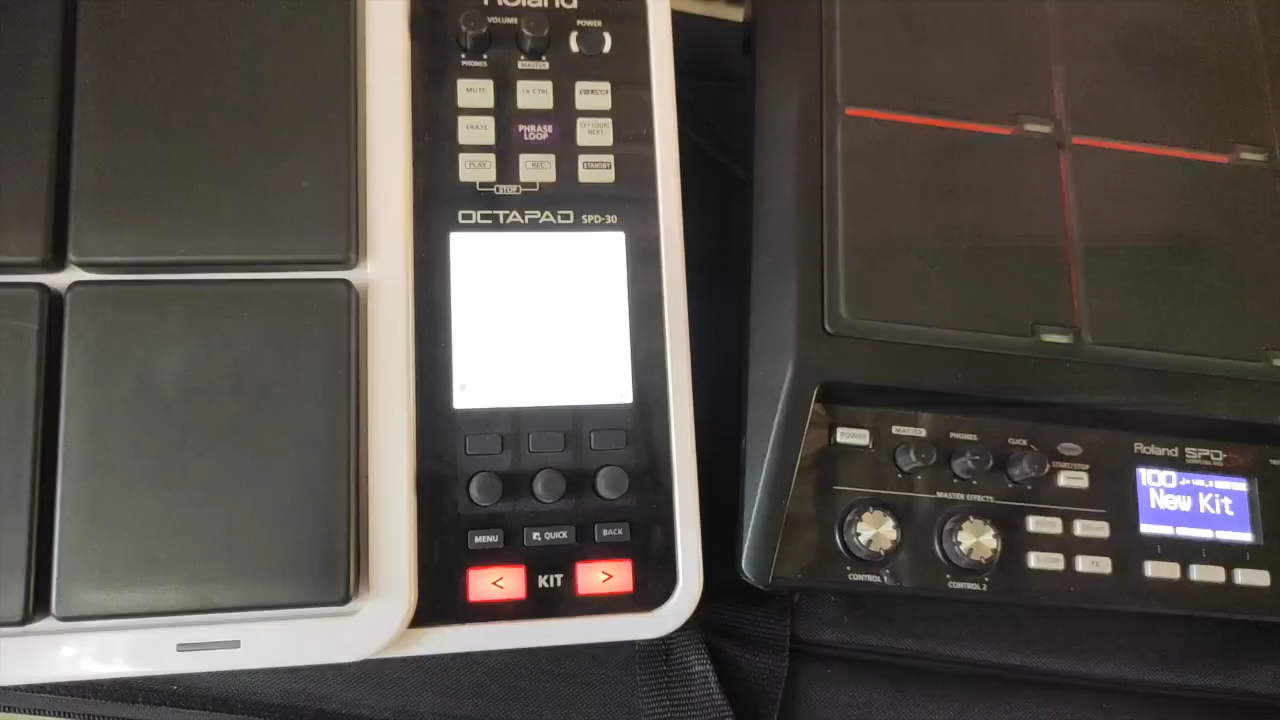 Roland
VOLUME
POWER
PHONES
MASTER
MUTE
FX CTRL
ERASE
PHRASE
LOOP
NEXT
PLAY
REC
STANDBY
STOP
OCTAPAD SPD-30
MENU
QUICK
BACK
<
KIT
>
POWER
MASTER
PHONES
CLICK
START/STOP
MASTER EFFECTS
CONTROL 1
CONTROL 2
FX
Roland SPD-
100
New Kit